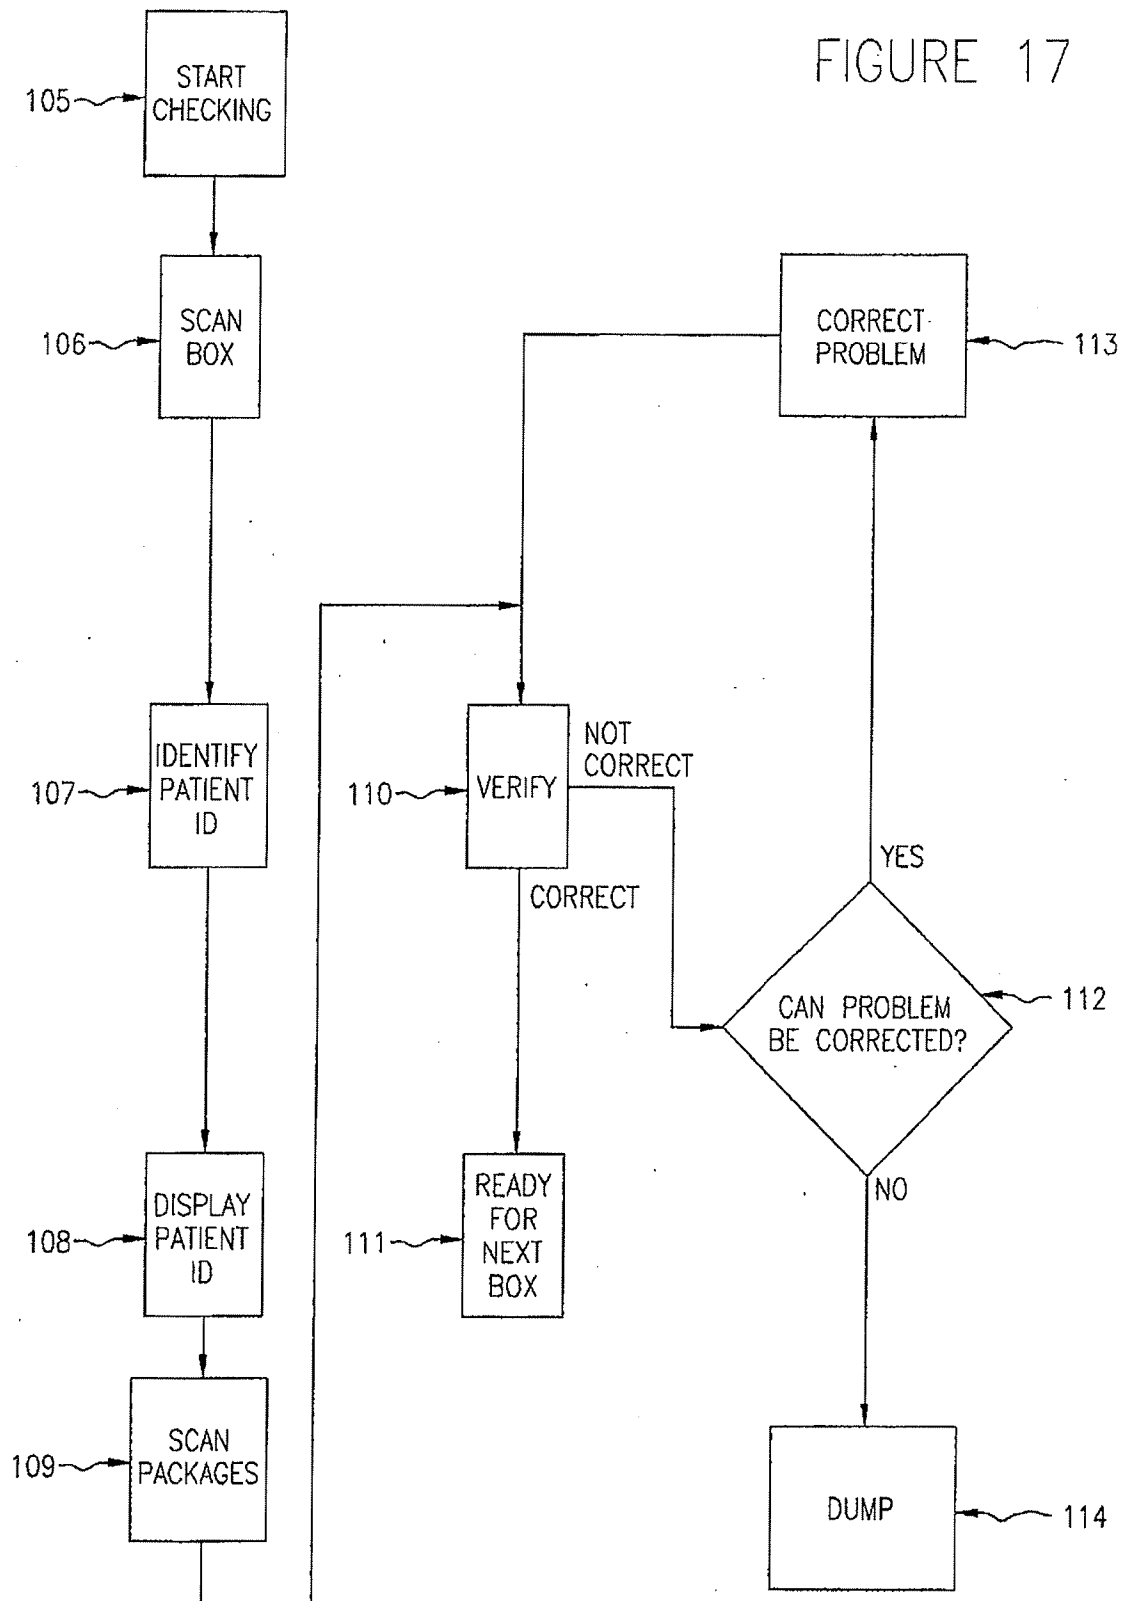 FIGURE 17
105
START
CHECKING
106
SCAN
BOX
CORRECT
PROBLEM
113
107
IDENTIFY
PATIENT
ID
110
VERIFY
NOT
CORRECT
CORRECT
YES
CAN PROBLEM
BE CORRECTED?
112
NO
108
DISPLAY
PATIENT
ID
111
READY
FOR
NEXT
BOX
109
SCAN
PACKAGES
DUMP
114